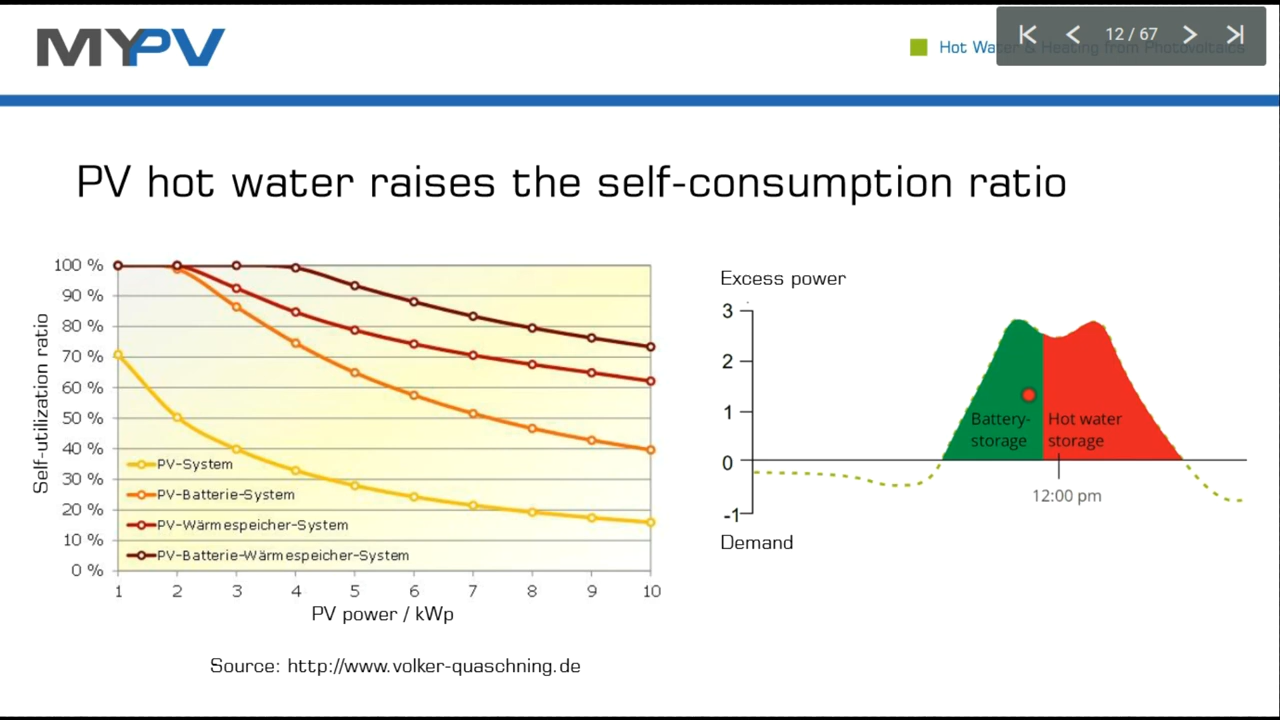 MYPV
Hot Water & Heating from Photovoltaics
12 / 67
PV hot water raises the self-consumption ratio
100 %
90 %
80 %
70 %
60 %
50 %
40 %
30 %
20 %
10 %
0 %
Self-utilization ratio
PV-System
PV-Batterie-System
PV-Wärmespeicher-System
PV-Batterie-Wärmespeicher-System
1 2 3 4 5 6 7 8 9 10
PV power / kWp
Source: http://www.volker-quaschning.de
Excess power
3
2
1
0
-1
Battery-
storage
Hot water
storage
12:00 pm
Demand